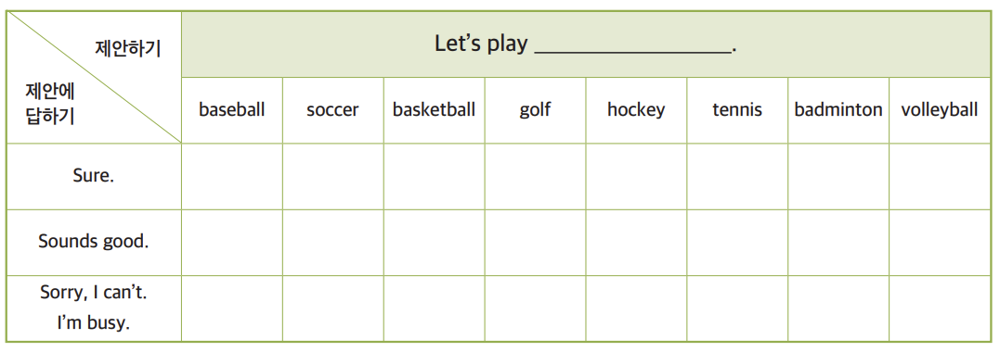 제안하기
Let's play ____________________.
제안에
답하기
baseball soccer basketball golf hockey tennis badminton volleyball
Sure.
Sounds good.
Sorry, I can't.
I'm busy.